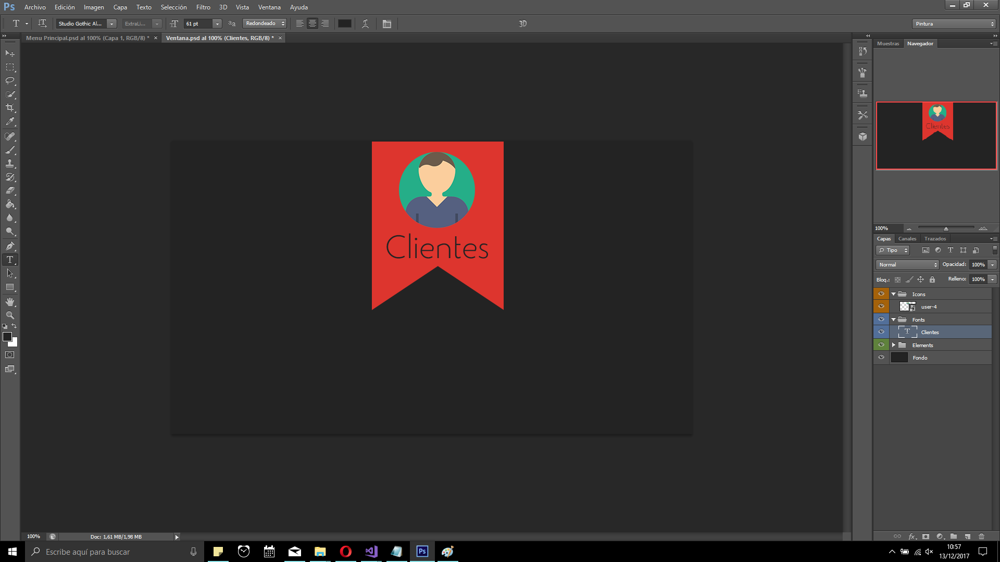 Ps Archivo Edición Imagen Capa Texto Selección Filtro 3D Vista Ventana Ayuda
T Studio Gothic Al... ExtraLi... 61 pt aa Redondeado 3D Pintura
Menu Principal.psd al 100% (Capa 1, RGB/8) * Ventana.psd al 100% (Clientes, RGB/8) *
Muestras Navegador
Clientes
Clientes
100%
Capas Canales Trazados
Tipo
Normal Opacidad: 100%
Bloq.: Relleno: 100%
Icons
user-4
Fonts
Clientes
Elements
Fondo
100% Doc: 1,61 MB/1,98 MB
fx
Escribe aquí para buscar
Ps
10:57
13/12/2017